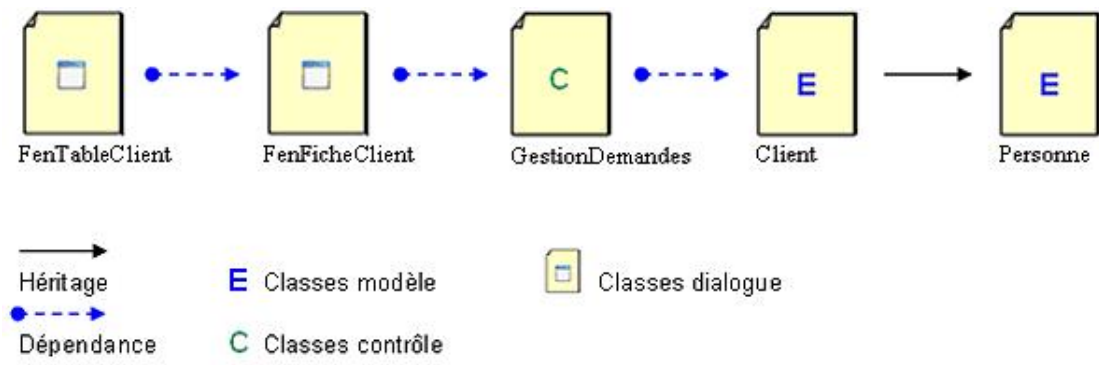 C E E
FenTableClient FenFicheClient GestionDemandes Client Personne
Héritage E Classes modèle Classes dialogue
Dépendance C Classes contrôle